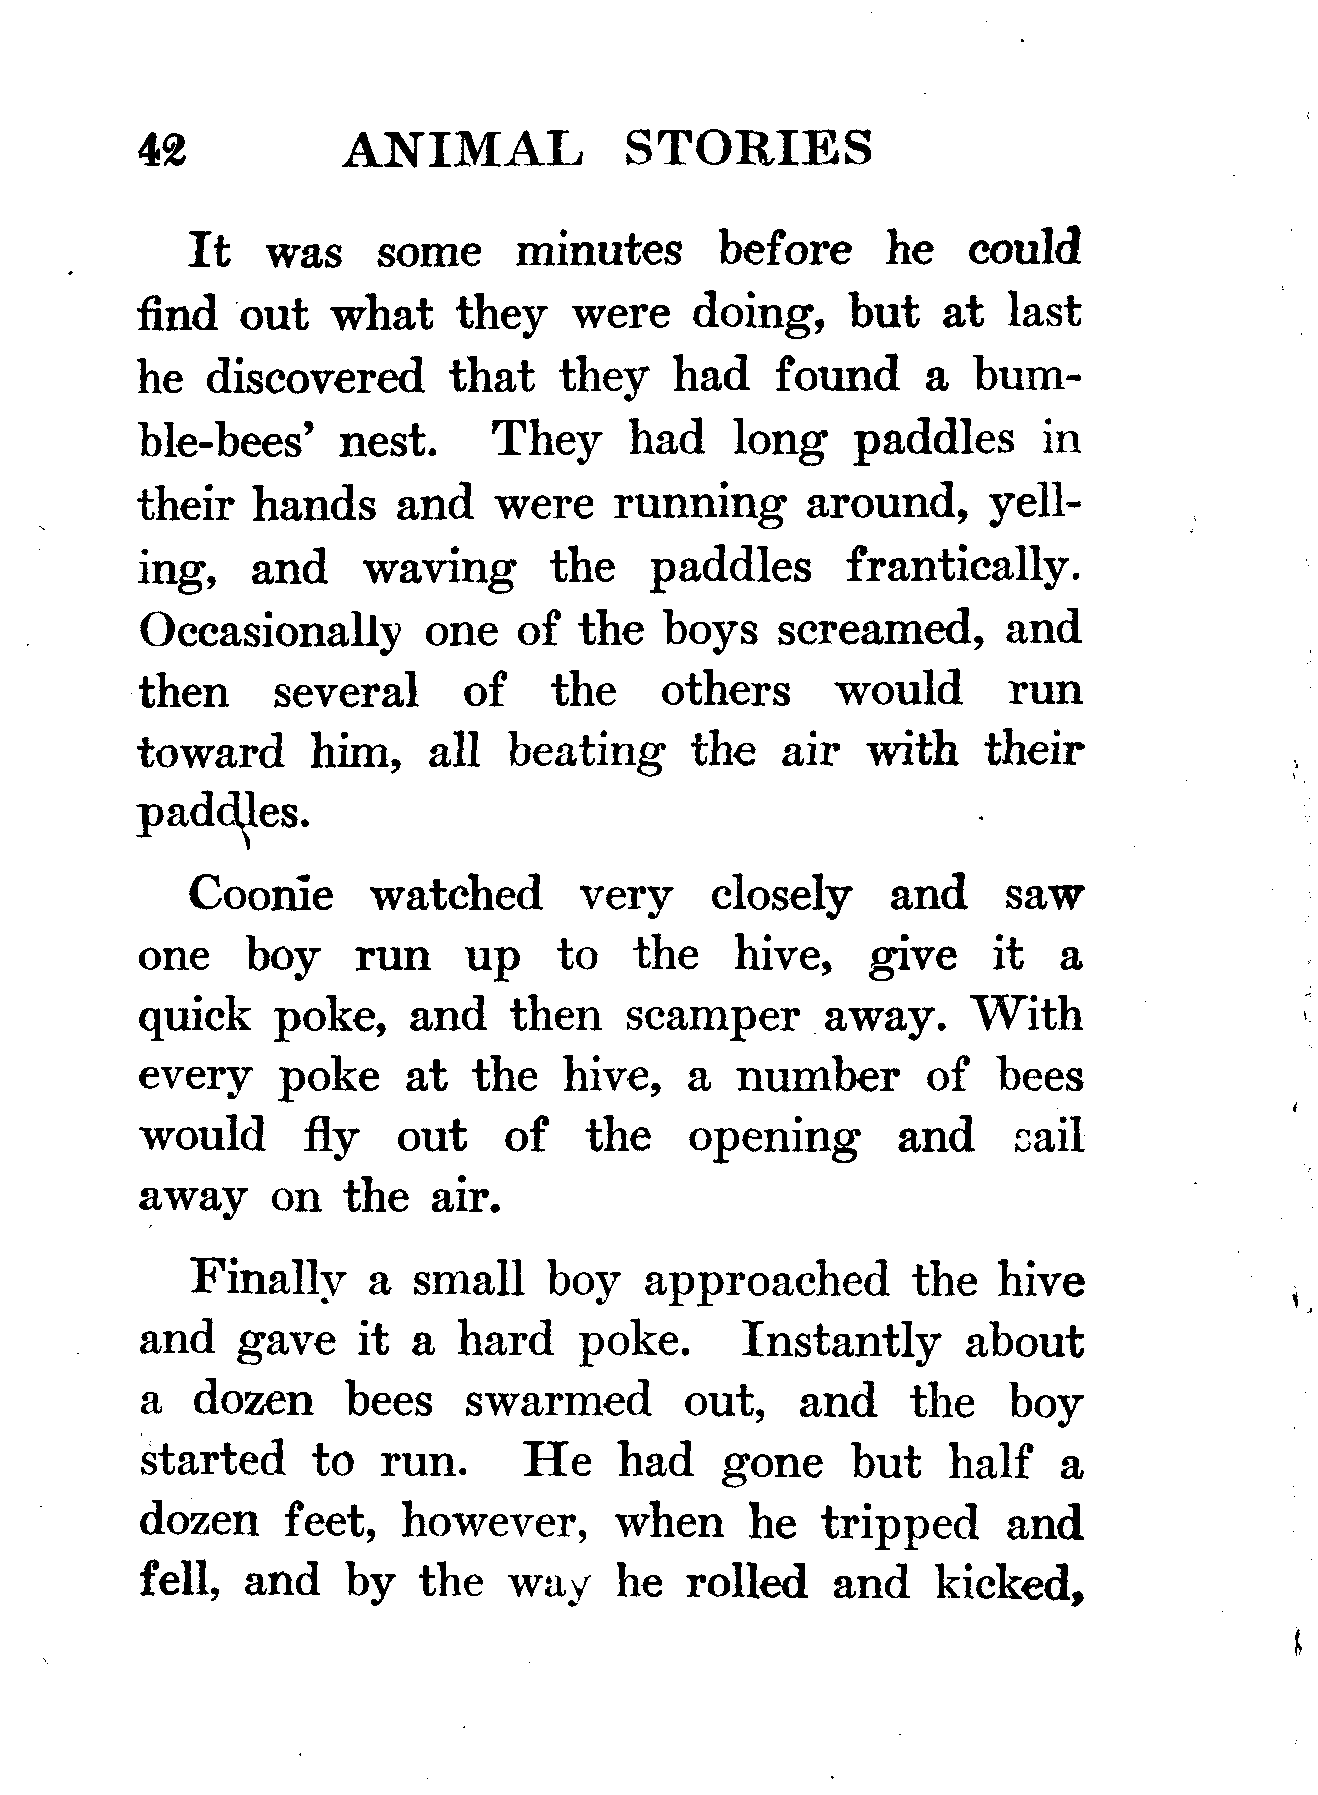 42 ANIMAL STORIES
It was some minutes before he could
find out what they were doing, but at last
he discovered that they had found a bum-
ble-bees' nest. They had long paddles in
their hands and were running around, yell-
ing, and waving the paddles frantically.
Occasionally one of the boys screamed, and
then several of the others would run
toward him, all beating the air with their
paddles.
Coonie watched very closely and saw
one boy run up to the hive, give it a
quick poke, and then scamper away. With
every poke at the hive, a number of bees
would fly out of the opening and sail
away on the air.
Finally a small boy approached the hive
and gave it a hard poke. Instantly about
a dozen bees swarmed out, and the boy
started to run. He had gone but half a
dozen feet, however, when he tripped and
fell, and by the way he rolled and kicked,